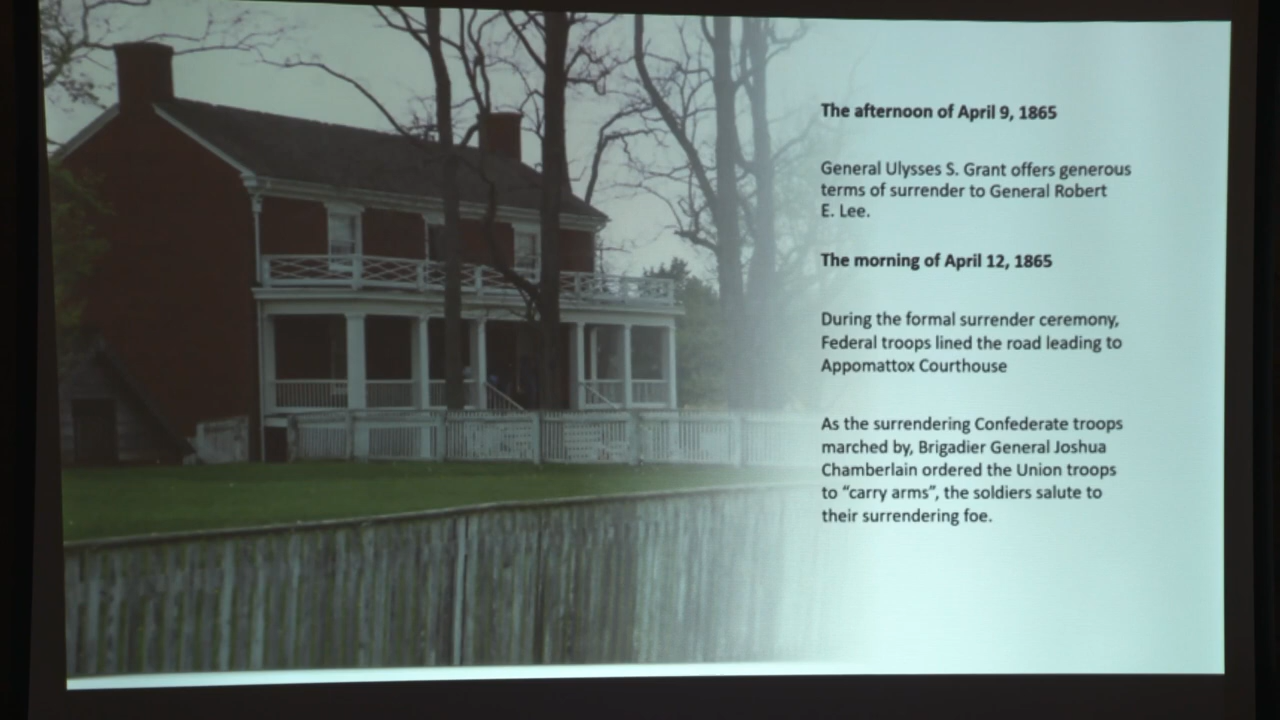 The afternoon of April 9, 1865
General Ulysses S. Grant offers generous
terms of surrender to General Robert
E. Lee.
The morning of April 12, 1865
During the formal surrender ceremony,
Federal troops lined the road leading to
Appomattox Courthouse
As the surrendering Confederate troops
marched by, Brigadier General Joshua
Chamberlain ordered the Union troops
to “carry arms”, the soldiers salute to
their surrendering foe.